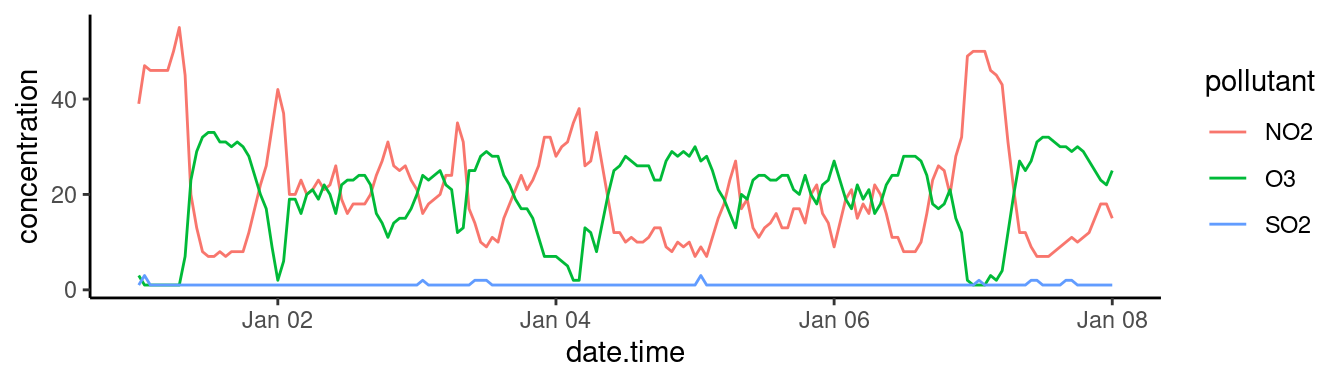 concentration
40
20
0
Jan 02
Jan 04
Jan 06
Jan 08
date.time
pollutant
NO2
O3
SO2